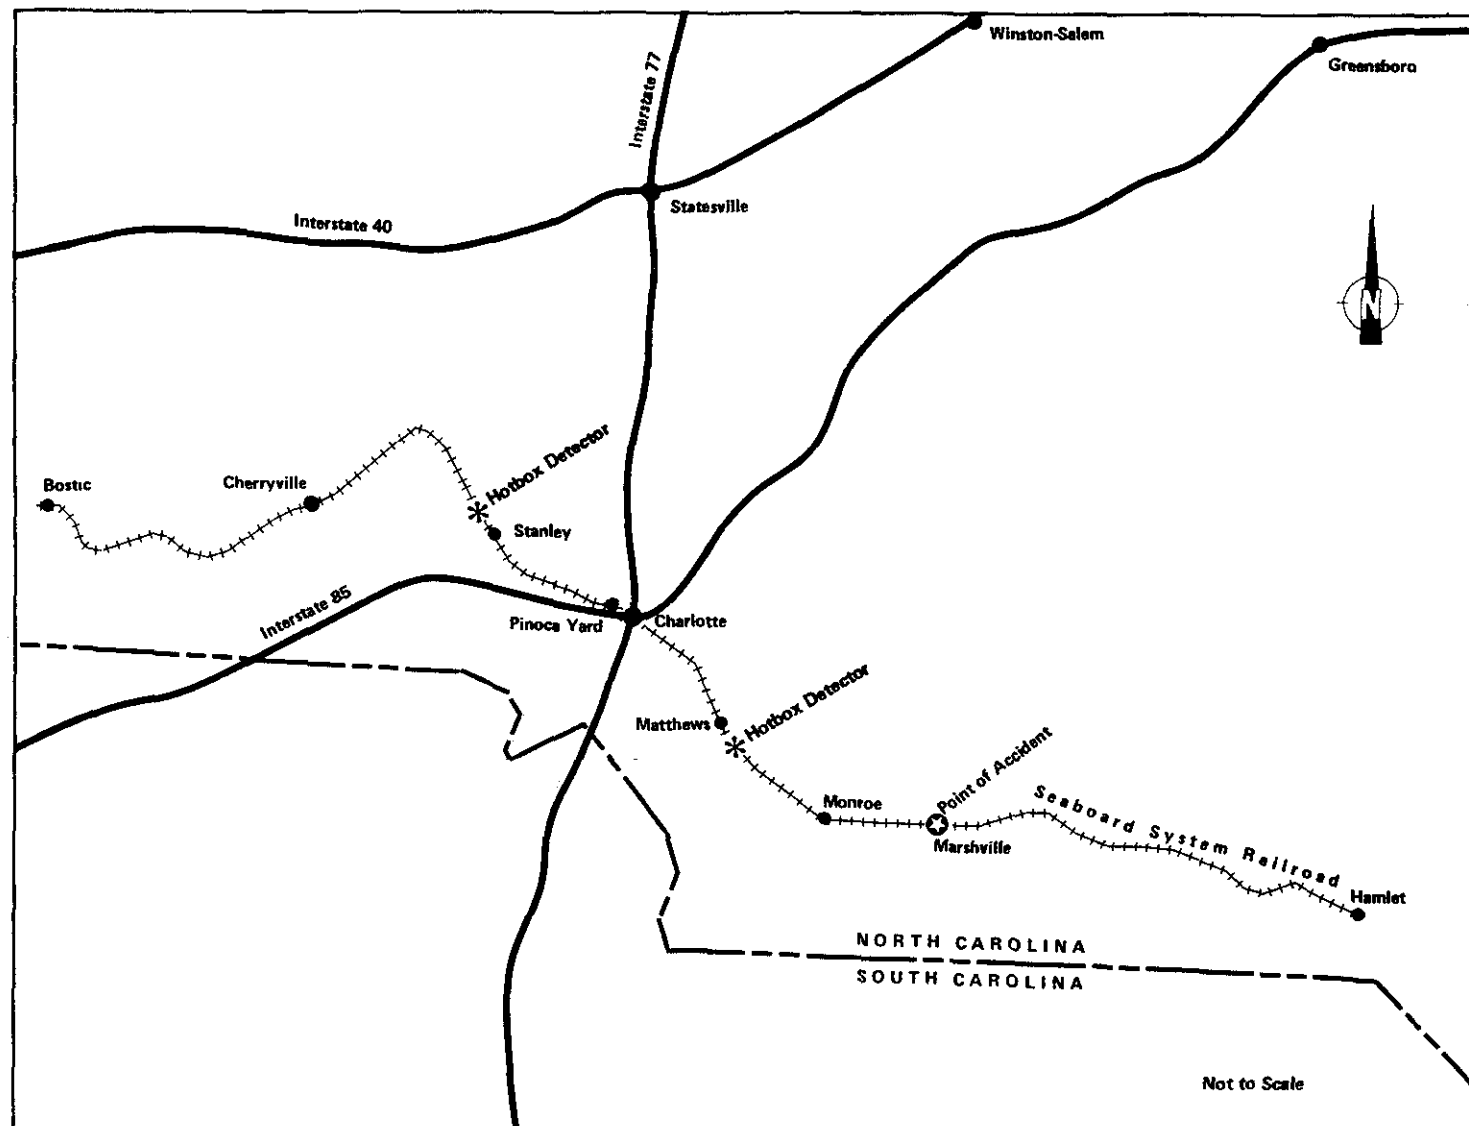 Winston-Salem
Greensboro
Interstate 77
Statesville
Interstate 40
N
Hotbox Detector
Bostic
Cherryville
Stanley
Interstate 85
Pinoca Yard
Charlotte
Matthews
Hotbox Detector
Point of Accident
Monroe
Marshville
Seaboard System Railroad
Hamlet
NORTH CAROLINA
SOUTH CAROLINA
Not to Scale